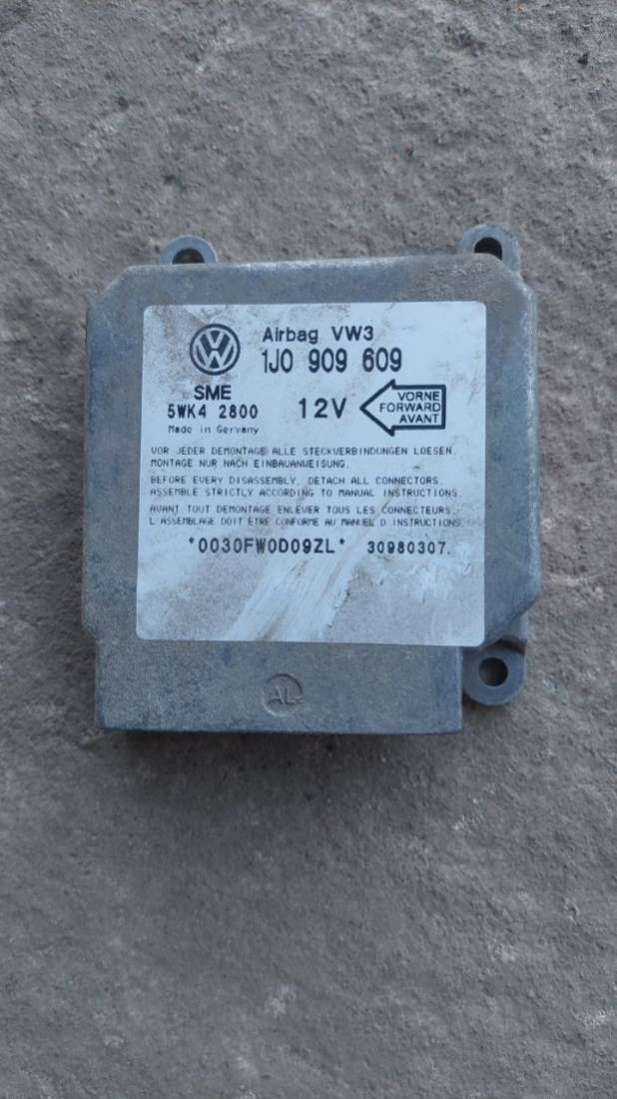 Airbag VW3
1J0 909 609
SME
5WK4 2800
12V
VORNE
FORWARD
AVANT
Made in Germany
VOR JEDER DEMONTAGE ALLE STECKVERBINDUNGEN LOESEN.
MONTAGE NUR NACH EINBAUANWEISUNG.
BEFORE EVERY DISASSEMBLY, DETACH ALL CONNECTORS.
ASSEMBLE STRICTLY ACCORDING TO MANUAL INSTRUCTIONS.
AVANT TOUT DEMONTAGE ENLEVER TOUS LES CONNECTEURS.
L ASSEMBLAGE DOIT ETRE CONFORME AU MANUEL D INSTRUCTIONS
*0030FW0D09ZL* 30980307.
AL